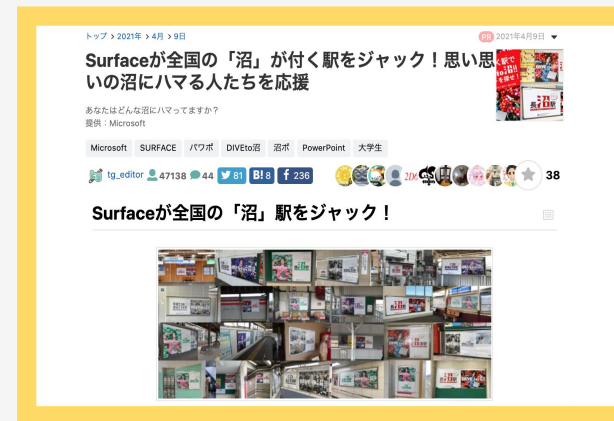 トップ > 2021年 > 4月 > 9日
PR 2021年4月9日
Surfaceが全国の「沼」が付く駅をジャック！思い思
いの沼にハマる人たちを応援
あなたはどんな沼にハマってますか？
提供：Microsoft
Microsoft SURFACE パワポ DIVEto沼 沼ポ PowerPoint 大学生
tg_editor 47138 44 81 B! 8 f 236 38
Surfaceが全国の「沼」駅をジャック！